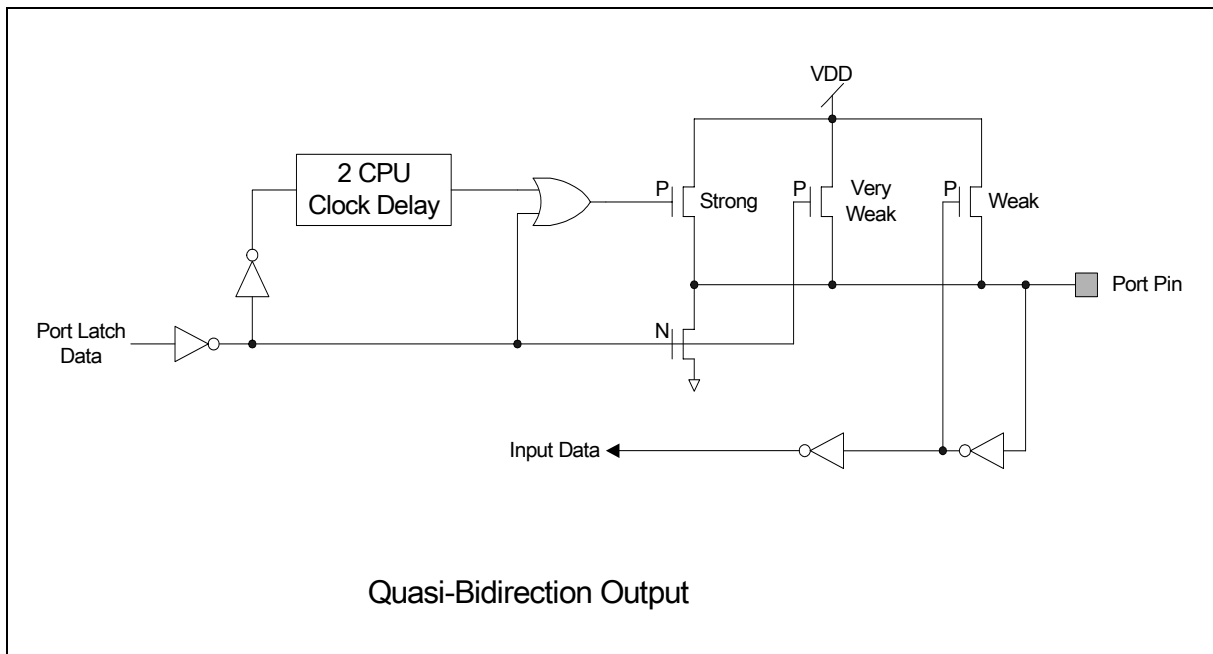 VDD
2 CPU
Clock Delay
P
Strong
P
Very
Weak
P
Weak
Port Pin
Port Latch
Data
N
Input Data
Quasi-Bidirection Output